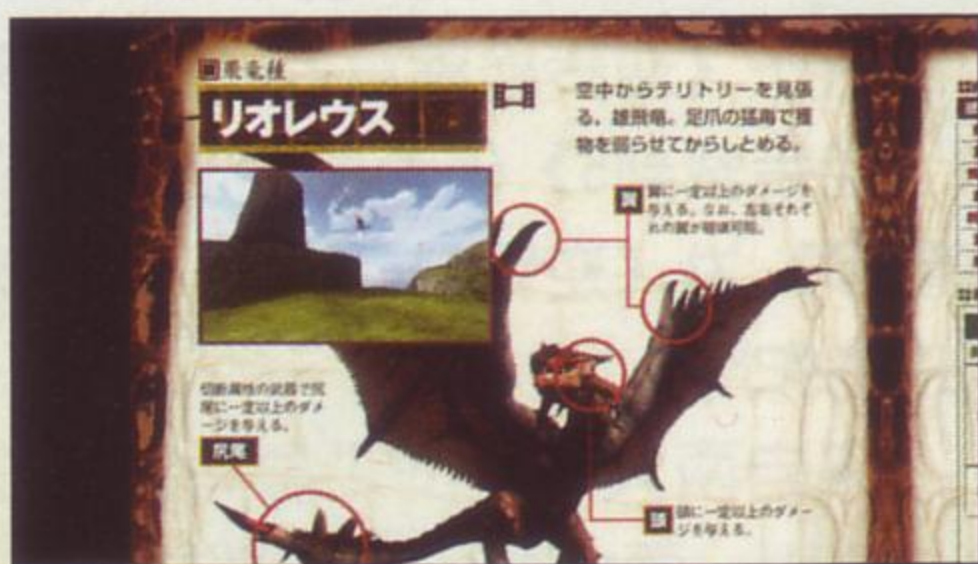 飛竜種
リオレウス
空中からテリトリーを見張
る、雄飛竜。足爪の猛毒で獲
物を弱らせてからしとめる。
翼
翼に一定以上のダメージを
与える。なお、左右それぞ
れの翼が破壊可能。
切断属性の武器で尻
尾に一定以上のダメ
ージを与える。
尻尾
頭
頭に一定以上のダメー
ジを与える。